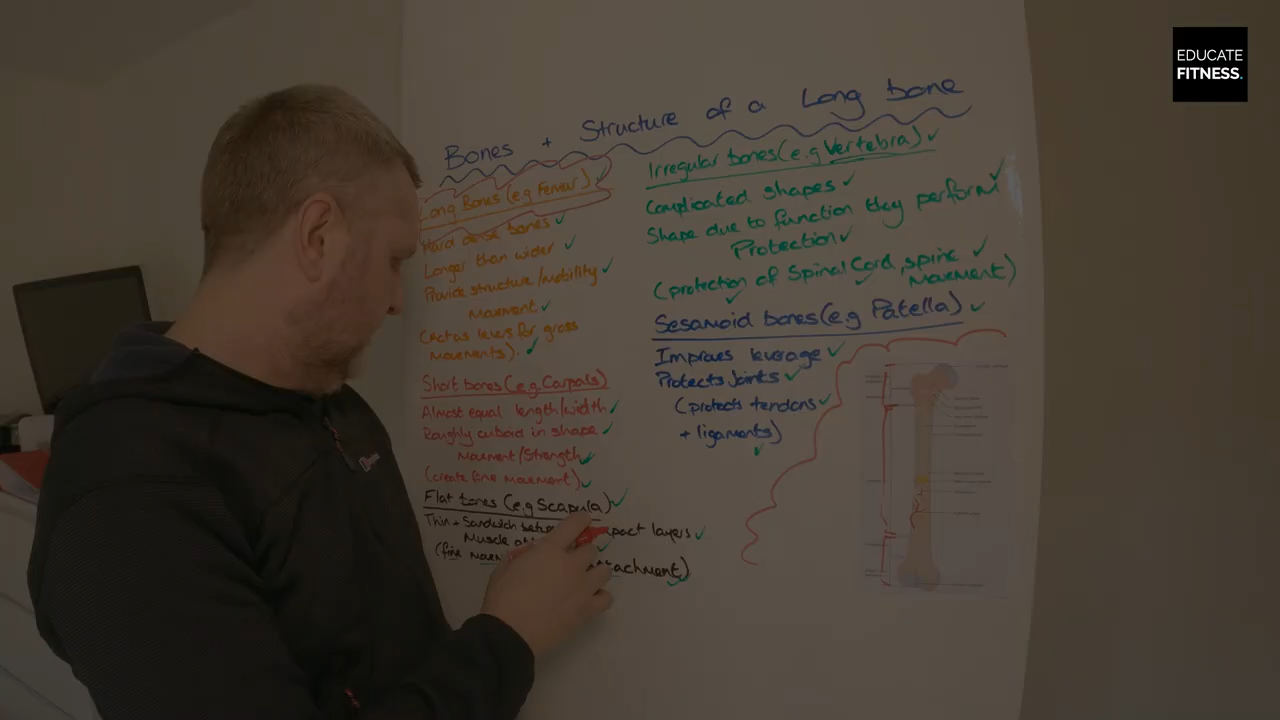 EDUCATE
FITNESS.
Bones + Structure of a Long bone
Long Bones (e.g Femur)
Hard dense bones
Longer than wider
Provide structure/mobility
Movement
(act as levers for gross
movements).
Short bones (e.g. Carpals)
Almost equal length/width
Roughly cuboid in shape
Movment/Strength
(create fine movement)
Flat bones (e.g Scapula)
Thin + Sandwich layers
Muscle
(fine attachment)
Irregular bones (e.g Vertebra)
Complicated shapes
Shape due to function they perform
Protection
(protection of Spinal Cord, spine
Movement)
Sesamoid bones (e.g Patella)
Improves leverage
Protects Joints
(protects tendons
+ ligaments)